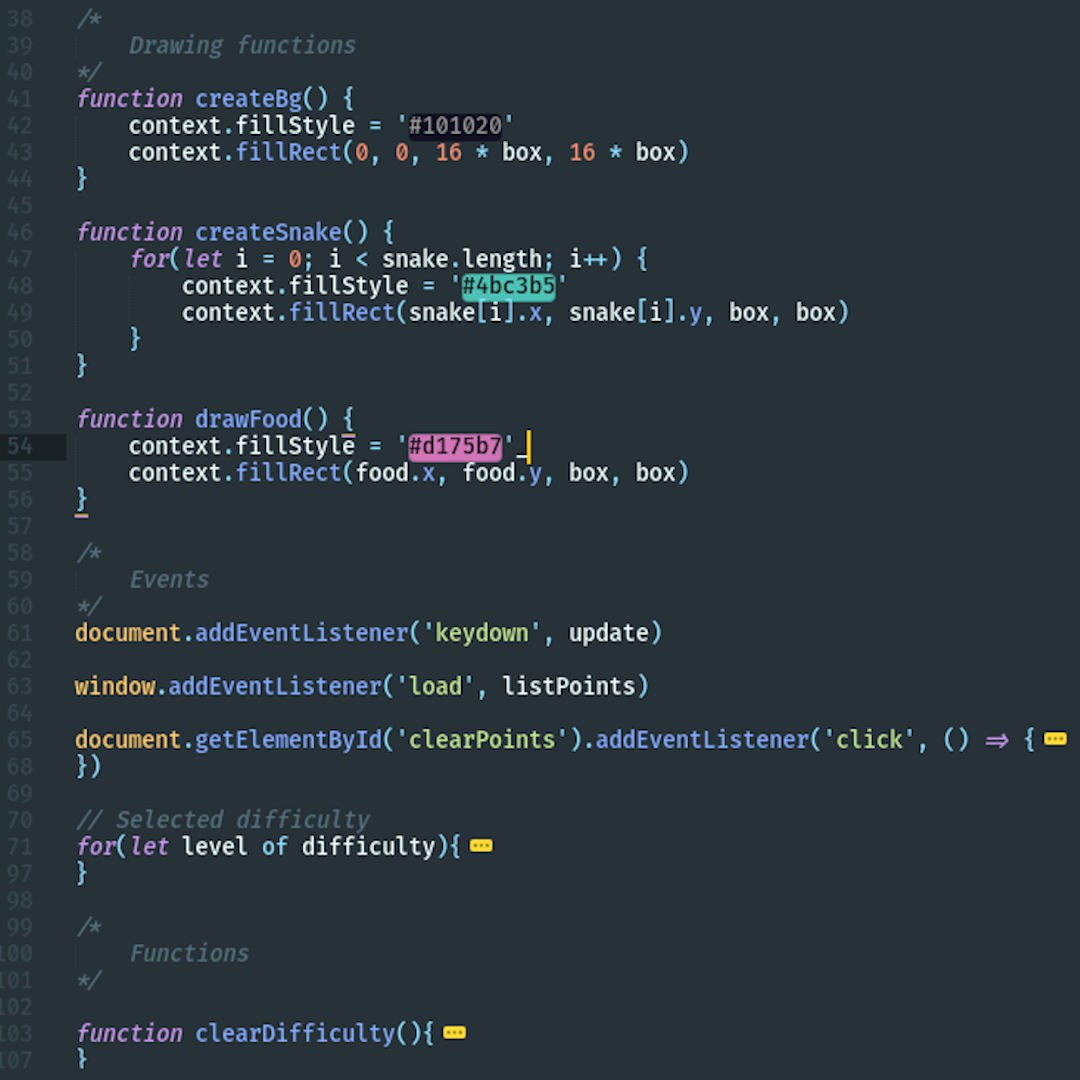 38 /*
39     Drawing functions
40 */
41 function createBg() {
42     context.fillStyle = '#101020'
43     context.fillRect(0, 0, 16 * box, 16 * box)
44 }
45
46 function createSnake() {
47     for(let i = 0; i < snake.length; i++) {
48         context.fillStyle = '#4bc3b5'
49         context.fillRect(snake[i].x, snake[i].y, box, box)
50     }
51 }
52
53 function drawFood() {
54     context.fillStyle = '#d175b7'
55     context.fillRect(food.x, food.y, box, box)
56 }
57
58 /*
59     Events
60 */
61 document.addEventListener('keydown', update)
62
63 window.addEventListener('load', listPoints)
64
65 document.getElementById('clearPoints').addEventListener('click', () => { ···
68 })
69
70 // Selected difficulty
71 for(let level of difficulty){ ···
97 }
98
99 /*
100     Functions
101 */
102
103 function clearDifficulty(){ ···
107 }